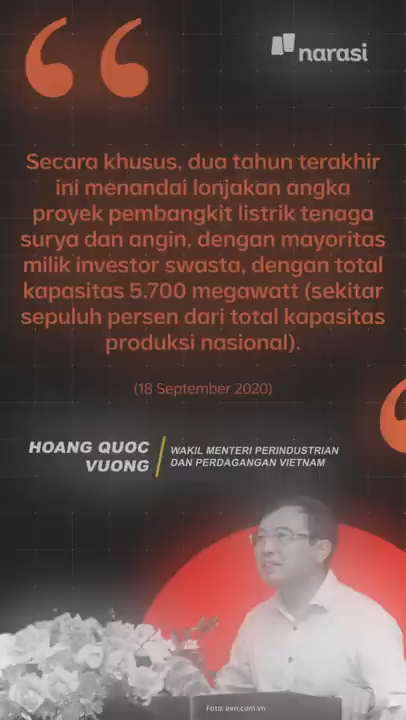 narasi
Secara khusus, dua tahun terakhir
ini menandai lonjakan angka
proyek pembangkit listrik tenaga
surya dan angin, dengan mayoritas
milik investor swasta, dengan total
kapasitas 5.700 megawatt (sekitar
sepuluh persen dari total kapasitas
produksi nasional).
(18 September 2020)
HOANG QUOC
VUONG
WAKIL MENTERI PERINDUSTRIAN
DAN PERDAGANGAN VIETNAM
Foto: evn.com.vn